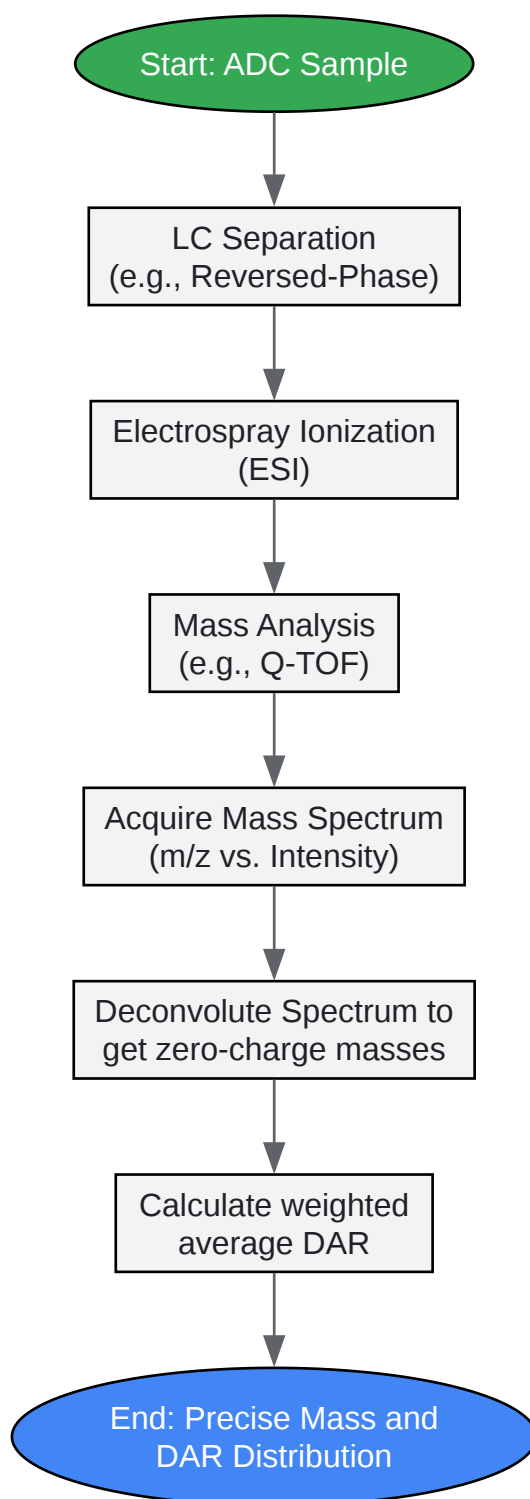 Start: ADC Sample
LC Separation
(e.g., Reversed-Phase)
Electrospray Ionization
(ESI)
Mass Analysis
(e.g., Q-TOF)
Acquire Mass Spectrum
(m/z vs. Intensity)
Deconvolute Spectrum to
get zero-charge masses
Calculate weighted
average DAR
End: Precise Mass and
DAR Distribution